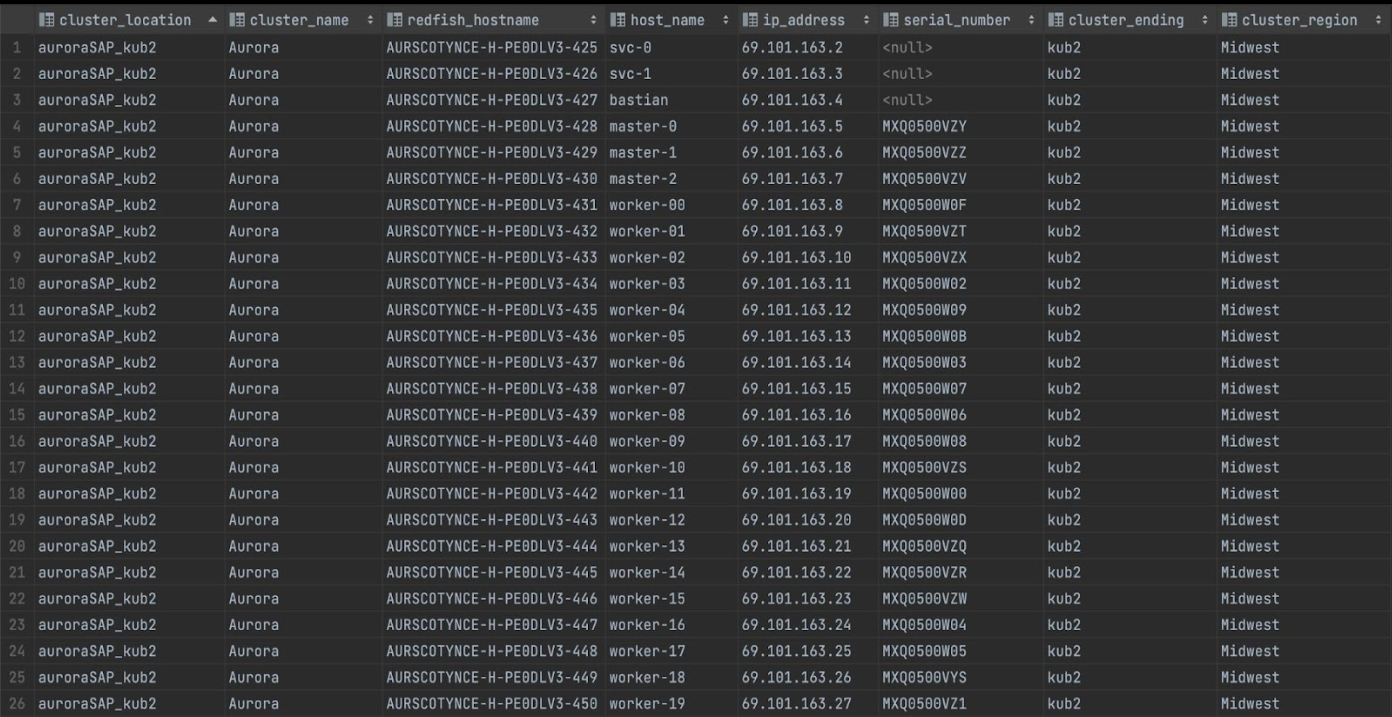 cluster_location cluster_name redfish_hostname host_name ip_address serial_number cluster_ending cluster_region
1 auroraSAP_kub2 Aurora AURSCOTYNCE-H-PE0DLV3-425 svc-0 69.101.163.2 <null> kub2 Midwest
2 auroraSAP_kub2 Aurora AURSCOTYNCE-H-PE0DLV3-426 svc-1 69.101.163.3 <null> kub2 Midwest
3 auroraSAP_kub2 Aurora AURSCOTYNCE-H-PE0DLV3-427 bastian 69.101.163.4 <null> kub2 Midwest
4 auroraSAP_kub2 Aurora AURSCOTYNCE-H-PE0DLV3-428 master-0 69.101.163.5 MXQ0500VZY kub2 Midwest
5 auroraSAP_kub2 Aurora AURSCOTYNCE-H-PE0DLV3-429 master-1 69.101.163.6 MXQ0500VZZ kub2 Midwest
6 auroraSAP_kub2 Aurora AURSCOTYNCE-H-PE0DLV3-430 master-2 69.101.163.7 MXQ0500VZV kub2 Midwest
7 auroraSAP_kub2 Aurora AURSCOTYNCE-H-PE0DLV3-431 worker-00 69.101.163.8 MXQ0500W0F kub2 Midwest
8 auroraSAP_kub2 Aurora AURSCOTYNCE-H-PE0DLV3-432 worker-01 69.101.163.9 MXQ0500VZT kub2 Midwest
9 auroraSAP_kub2 Aurora AURSCOTYNCE-H-PE0DLV3-433 worker-02 69.101.163.10 MXQ0500VZX kub2 Midwest
10 auroraSAP_kub2 Aurora AURSCOTYNCE-H-PE0DLV3-434 worker-03 69.101.163.11 MXQ0500W02 kub2 Midwest
11 auroraSAP_kub2 Aurora AURSCOTYNCE-H-PE0DLV3-435 worker-04 69.101.163.12 MXQ0500W09 kub2 Midwest
12 auroraSAP_kub2 Aurora AURSCOTYNCE-H-PE0DLV3-436 worker-05 69.101.163.13 MXQ0500W0B kub2 Midwest
13 auroraSAP_kub2 Aurora AURSCOTYNCE-H-PE0DLV3-437 worker-06 69.101.163.14 MXQ0500W03 kub2 Midwest
14 auroraSAP_kub2 Aurora AURSCOTYNCE-H-PE0DLV3-438 worker-07 69.101.163.15 MXQ0500W07 kub2 Midwest
15 auroraSAP_kub2 Aurora AURSCOTYNCE-H-PE0DLV3-439 worker-08 69.101.163.16 MXQ0500W06 kub2 Midwest
16 auroraSAP_kub2 Aurora AURSCOTYNCE-H-PE0DLV3-440 worker-09 69.101.163.17 MXQ0500W08 kub2 Midwest
17 auroraSAP_kub2 Aurora AURSCOTYNCE-H-PE0DLV3-441 worker-10 69.101.163.18 MXQ0500VZS kub2 Midwest
18 auroraSAP_kub2 Aurora AURSCOTYNCE-H-PE0DLV3-442 worker-11 69.101.163.19 MXQ0500W00 kub2 Midwest
19 auroraSAP_kub2 Aurora AURSCOTYNCE-H-PE0DLV3-443 worker-12 69.101.163.20 MXQ0500W0D kub2 Midwest
20 auroraSAP_kub2 Aurora AURSCOTYNCE-H-PE0DLV3-444 worker-13 69.101.163.21 MXQ0500VZQ kub2 Midwest
21 auroraSAP_kub2 Aurora AURSCOTYNCE-H-PE0DLV3-445 worker-14 69.101.163.22 MXQ0500VZR kub2 Midwest
22 auroraSAP_kub2 Aurora AURSCOTYNCE-H-PE0DLV3-446 worker-15 69.101.163.23 MXQ0500VZW kub2 Midwest
23 auroraSAP_kub2 Aurora AURSCOTYNCE-H-PE0DLV3-447 worker-16 69.101.163.24 MXQ0500W04 kub2 Midwest
24 auroraSAP_kub2 Aurora AURSCOTYNCE-H-PE0DLV3-448 worker-17 69.101.163.25 MXQ0500W05 kub2 Midwest
25 auroraSAP_kub2 Aurora AURSCOTYNCE-H-PE0DLV3-449 worker-18 69.101.163.26 MXQ0500VYS kub2 Midwest
26 auroraSAP_kub2 Aurora AURSCOTYNCE-H-PE0DLV3-450 worker-19 69.101.163.27 MXQ0500VZ1 kub2 Midwest